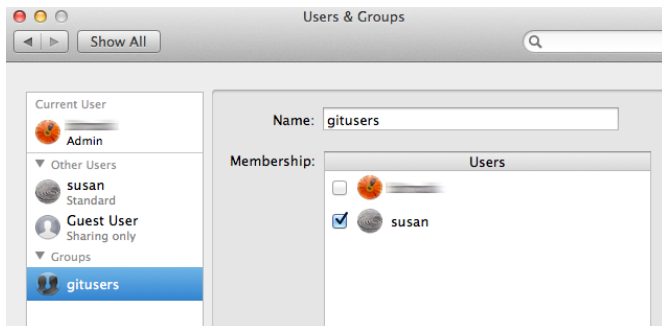 Users & Groups
Show All
Current User
Admin
Other Users
susan
Standard
Guest User
Sharing only
Groups
gitusers
Name: gitusers
Membership:
Users
susan